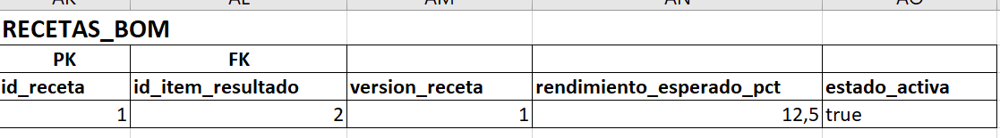 AK AL AM AN AO
RECETAS_BOM
PK FK
id_receta id_item_resultado version_receta rendimiento_esperado_pct estado_activa
1 2 1 12,5 true